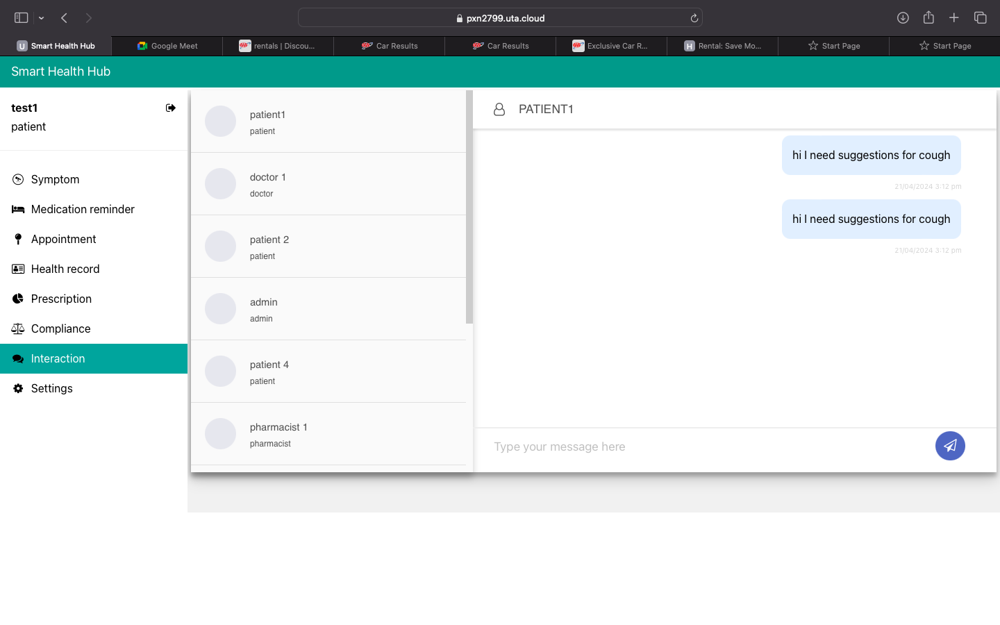 pxn2799.uta.cloud
U Smart Health Hub
Google Meet
rentals | Discou...
Car Results
Car Results
Exclusive Car R...
H Rental: Save Mo...
Start Page
Start Page
Smart Health Hub
test1
patient
Symptom
Medication reminder
Appointment
Health record
Prescription
Compliance
Interaction
Settings
patient1
patient
doctor 1
doctor
patient 2
patient
admin
admin
patient 4
patient
pharmacist 1
pharmacist
PATIENT1
hi I need suggestions for cough
21/04/2024 3:12 pm
hi I need suggestions for cough
21/04/2024 3:12 pm
Type your message here